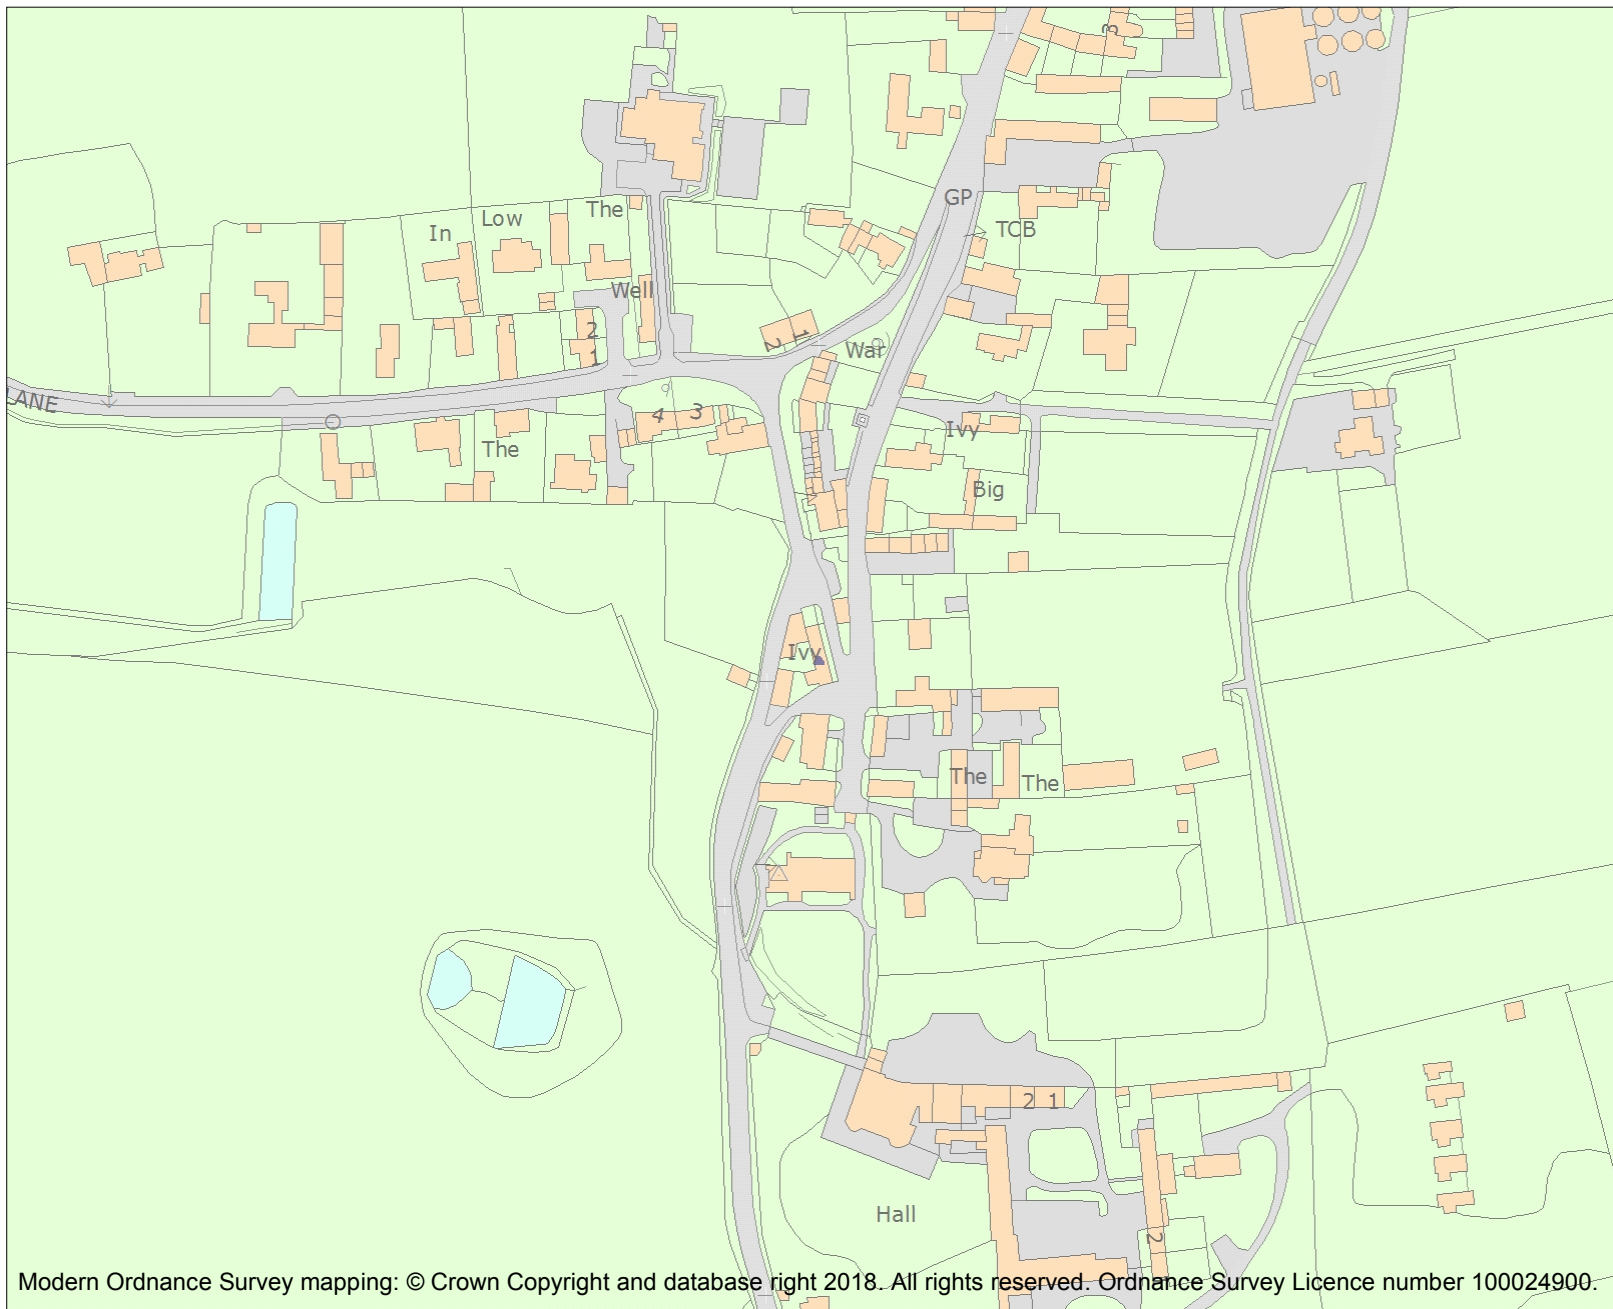 3
GP
TCB
The
Low
In
Well
2
1
1
2
War
LANE
4
3
Ivy
The
Big
Ivy
The
The
2
1
Hall
2
Modern Ordnance Survey mapping: © Crown Copyright and database right 2018. All rights reserved. Ordnance Survey Licence number 100024900.